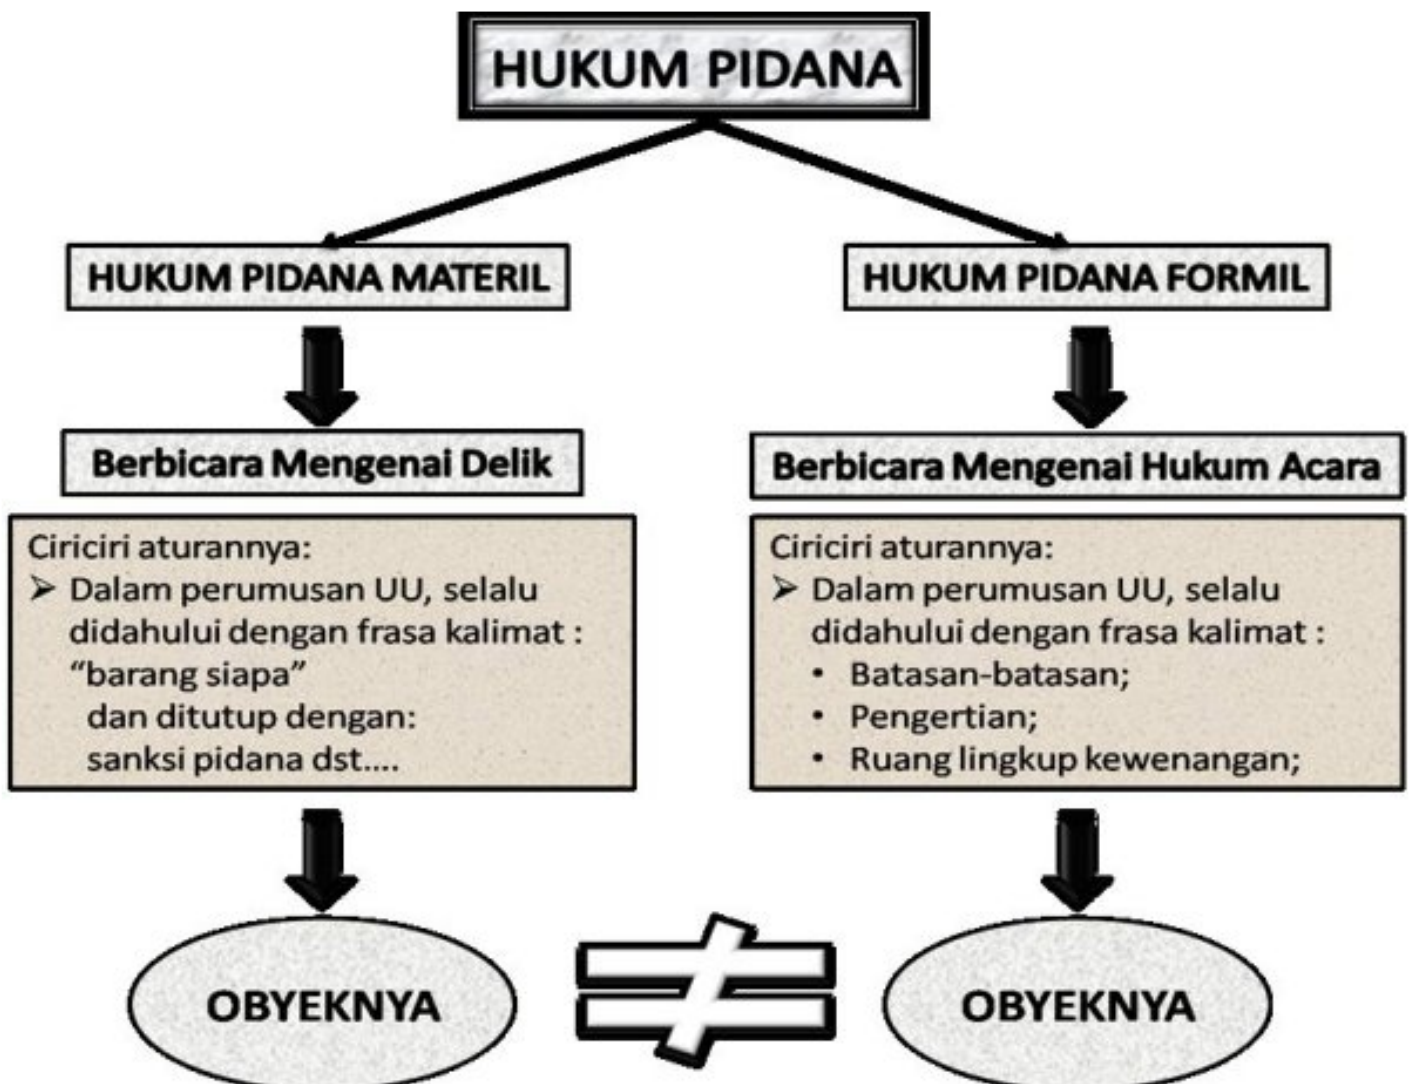 HUKUM PIDANA
HUKUM PIDANA MATERIL
Berbicara Mengenai Delik
Ciriciri aturannya:
➢ Dalam perumusan UU, selalu
didahului dengan frasa kalimat :
“barang siapa”
dan ditutup dengan:
sanksi pidana dst....
OBYEKNYA
HUKUM PIDANA FORMIL
Berbicara Mengenai Hukum Acara
Ciriciri aturannya:
➢ Dalam perumusan UU, selalu
didahului dengan frasa kalimat :
• Batasan-batasan;
• Pengertian;
• Ruang lingkup kewenangan;
OBYEKNYA